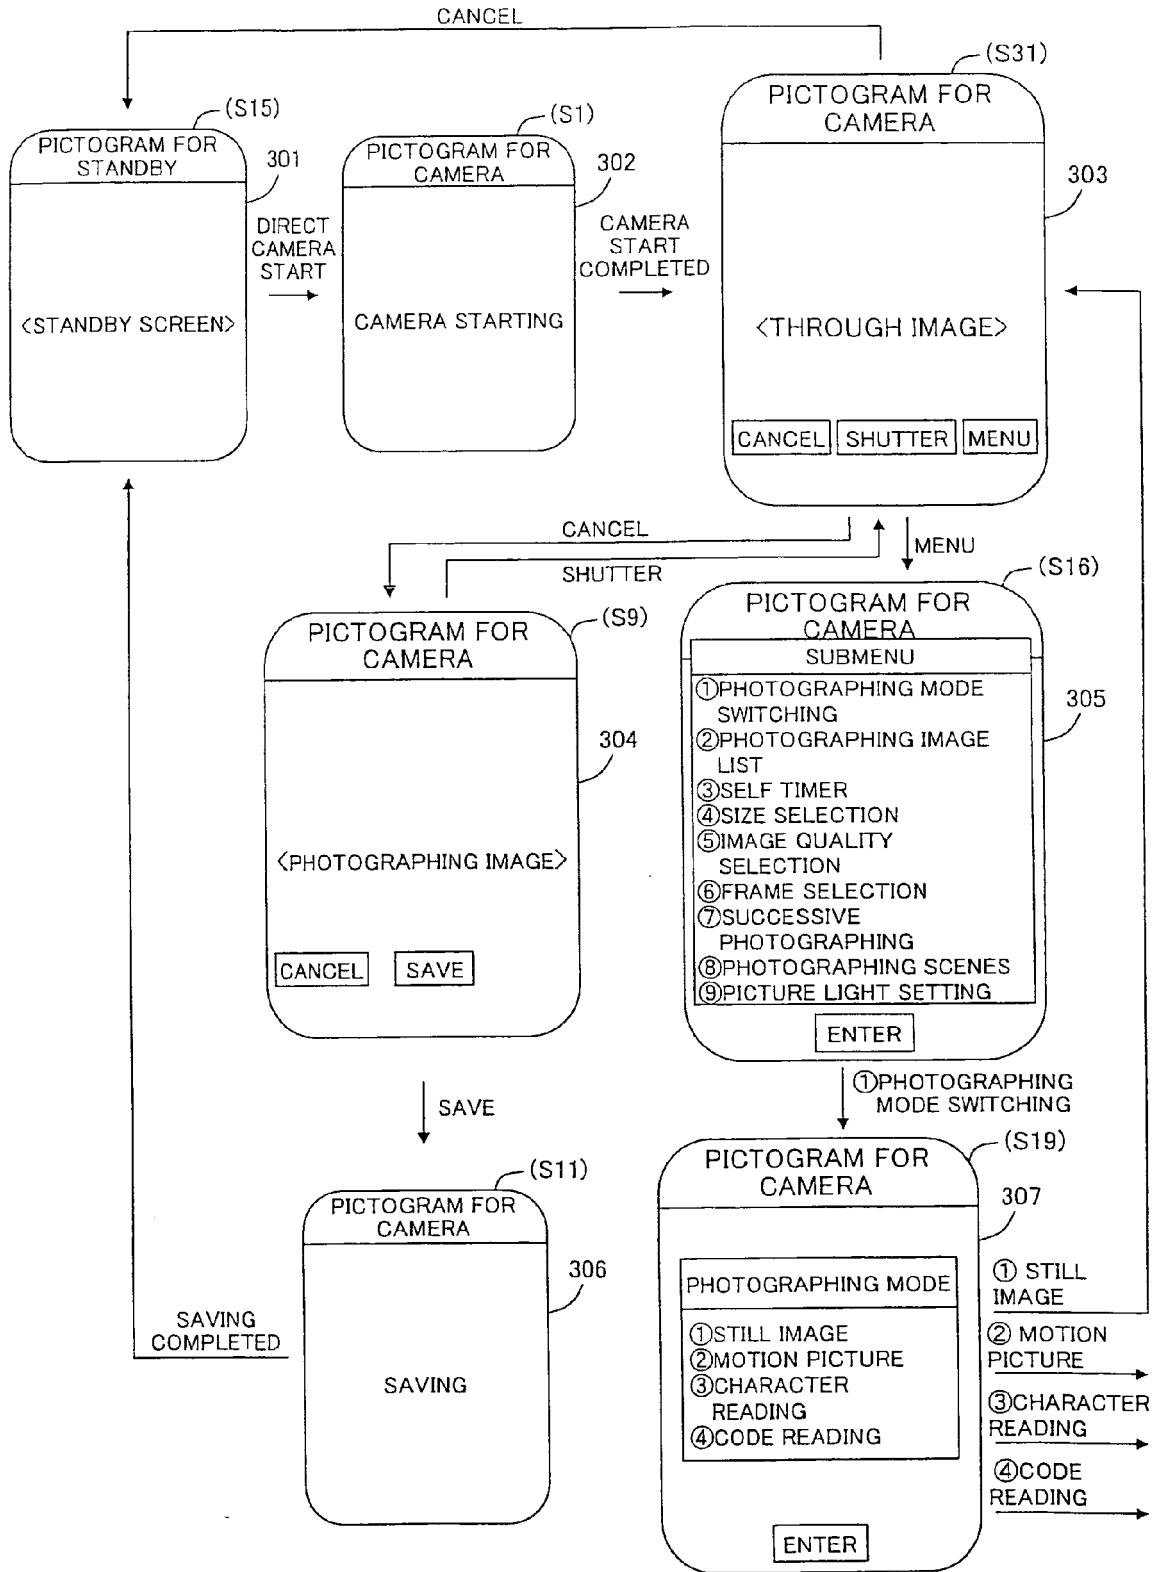 CANCEL
(S15)
PICTOGRAM FOR
STANDBY
301
<STANDBY SCREEN>
DIRECT
CAMERA
START
(S1)
PICTOGRAM FOR
CAMERA
302
CAMERA STARTING
CAMERA
START
COMPLETED
(S31)
PICTOGRAM FOR
CAMERA
303
<THROUGH IMAGE>
CANCEL
SHUTTER
MENU
CANCEL
SHUTTER
MENU
(S9)
PICTOGRAM FOR
CAMERA
304
<PHOTOGRAPHING IMAGE>
CANCEL
SAVE
(S16)
PICTOGRAM FOR
CAMERA
SUBMENU
305
①PHOTOGRAPHING MODE
SWITCHING
②PHOTOGRAPHING IMAGE
LIST
③SELF TIMER
④SIZE SELECTION
⑤IMAGE QUALITY
SELECTION
⑥FRAME SELECTION
⑦SUCCESSIVE
PHOTOGRAPHING
⑧PHOTOGRAPHING SCENES
⑨PICTURE LIGHT SETTING
ENTER
SAVE
①PHOTOGRAPHING
MODE SWITCHING
(S11)
PICTOGRAM FOR
CAMERA
306
SAVING
SAVING
COMPLETED
(S19)
PICTOGRAM FOR
CAMERA
307
PHOTOGRAPHING MODE
①STILL IMAGE
②MOTION PICTURE
③CHARACTER
READING
④CODE READING
ENTER
① STILL
IMAGE
② MOTION
PICTURE
③CHARACTER
READING
④CODE
READING